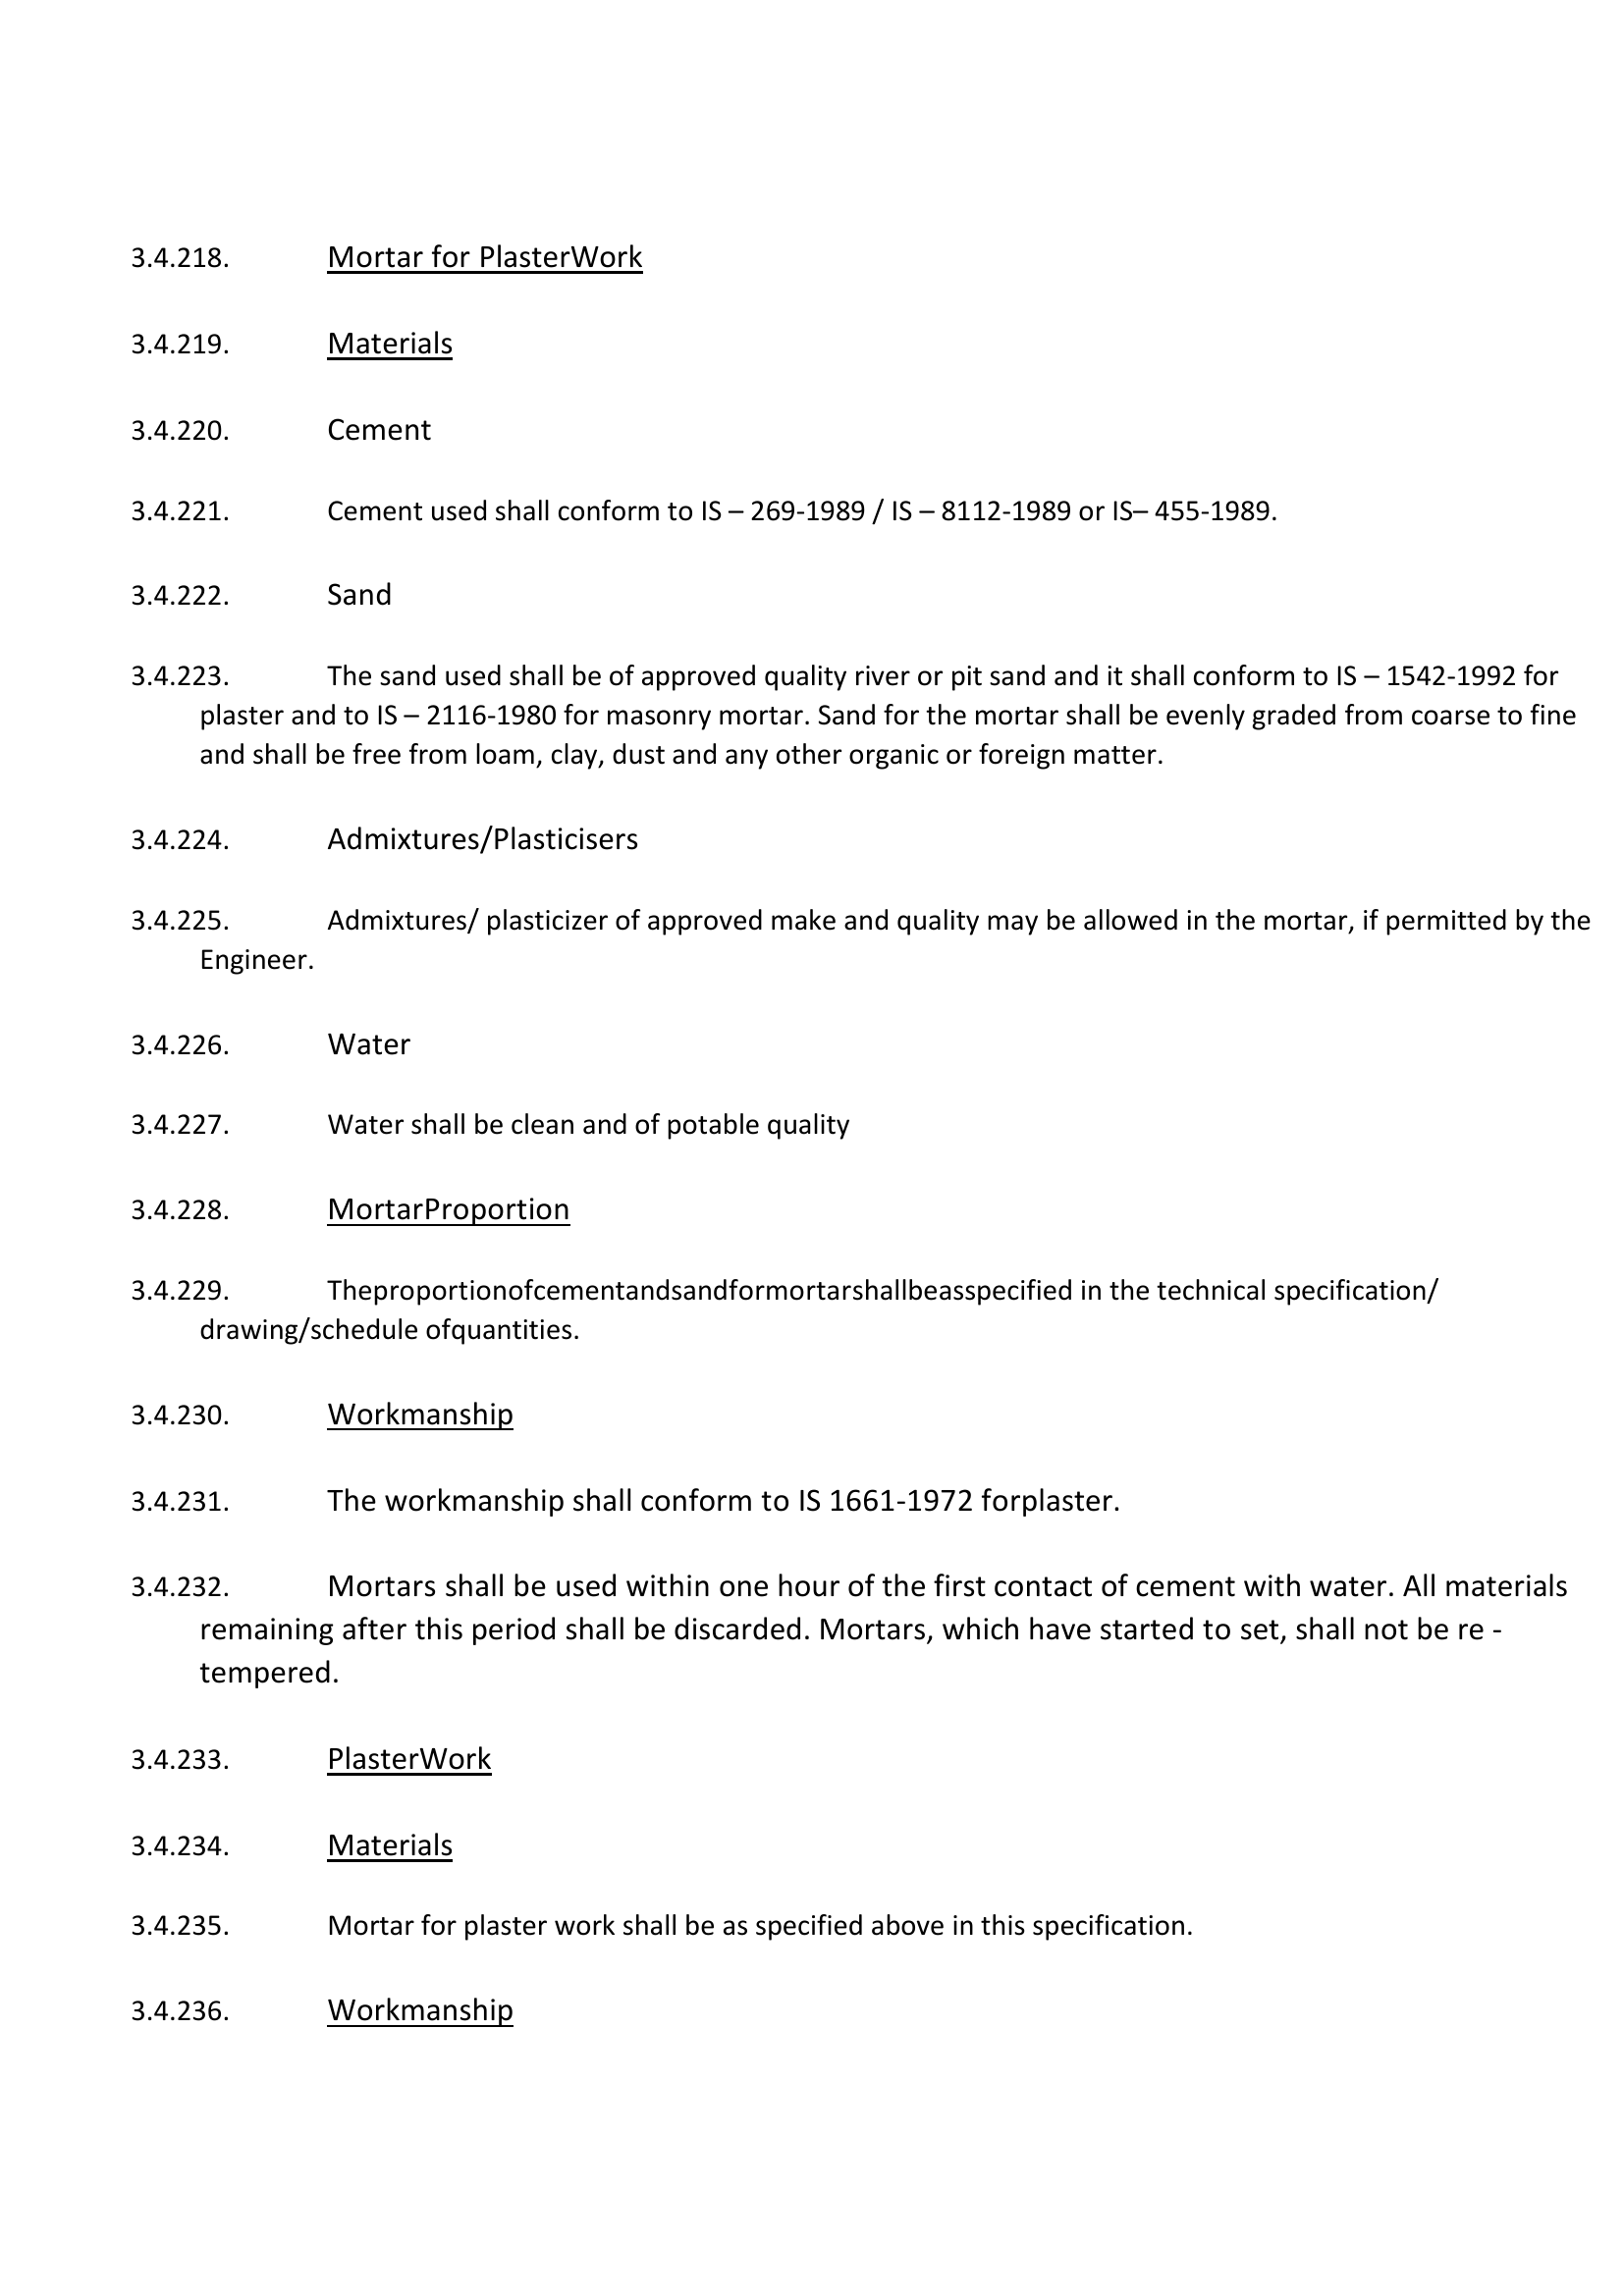 3.4.218. Mortar for PlasterWork
3.4.219. Materials
3.4.220. Cement
3.4.221. Cement used shall conform to IS – 269-1989 / IS – 8112-1989 or IS– 455-1989.
3.4.222. Sand
3.4.223. The sand used shall be of approved quality river or pit sand and it shall conform to IS – 1542-1992 for
plaster and to IS – 2116-1980 for masonry mortar. Sand for the mortar shall be evenly graded from coarse to fine
and shall be free from loam, clay, dust and any other organic or foreign matter.
3.4.224. Admixtures/Plasticisers
3.4.225. Admixtures/ plasticizer of approved make and quality may be allowed in the mortar, if permitted by the
Engineer.
3.4.226. Water
3.4.227. Water shall be clean and of potable quality
3.4.228. MortarProportion
3.4.229. Theproportionofcementandsandformortarshallbeasspecified in the technical specification/
drawing/schedule ofquantities.
3.4.230. Workmanship
3.4.231. The workmanship shall conform to IS 1661-1972 forplaster.
3.4.232. Mortars shall be used within one hour of the first contact of cement with water. All materials
remaining after this period shall be discarded. Mortars, which have started to set, shall not be re -
tempered.
3.4.233. PlasterWork
3.4.234. Materials
3.4.235. Mortar for plaster work shall be as specified above in this specification.
3.4.236. Workmanship